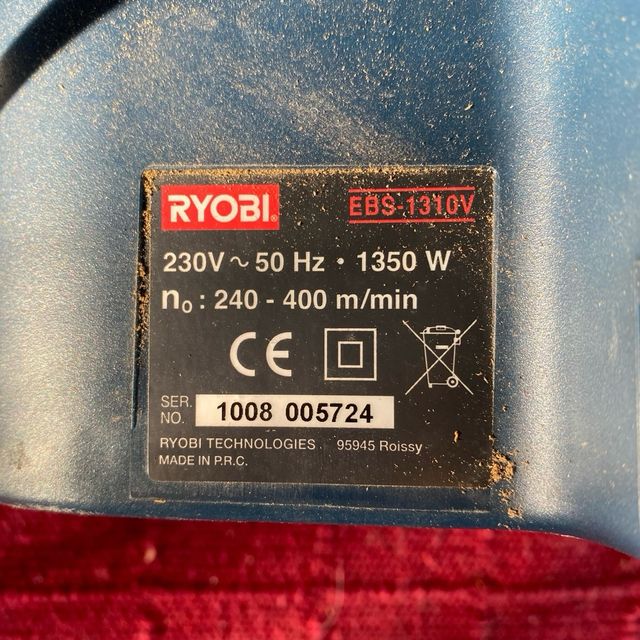 RYOBI® EBS-1310V
230V ~ 50 Hz • 1350 W
no : 240 - 400 m/min
CE
SER. NO. 1008 005724
RYOBI TECHNOLOGIES 95945 Roissy
MADE IN P.R.C.